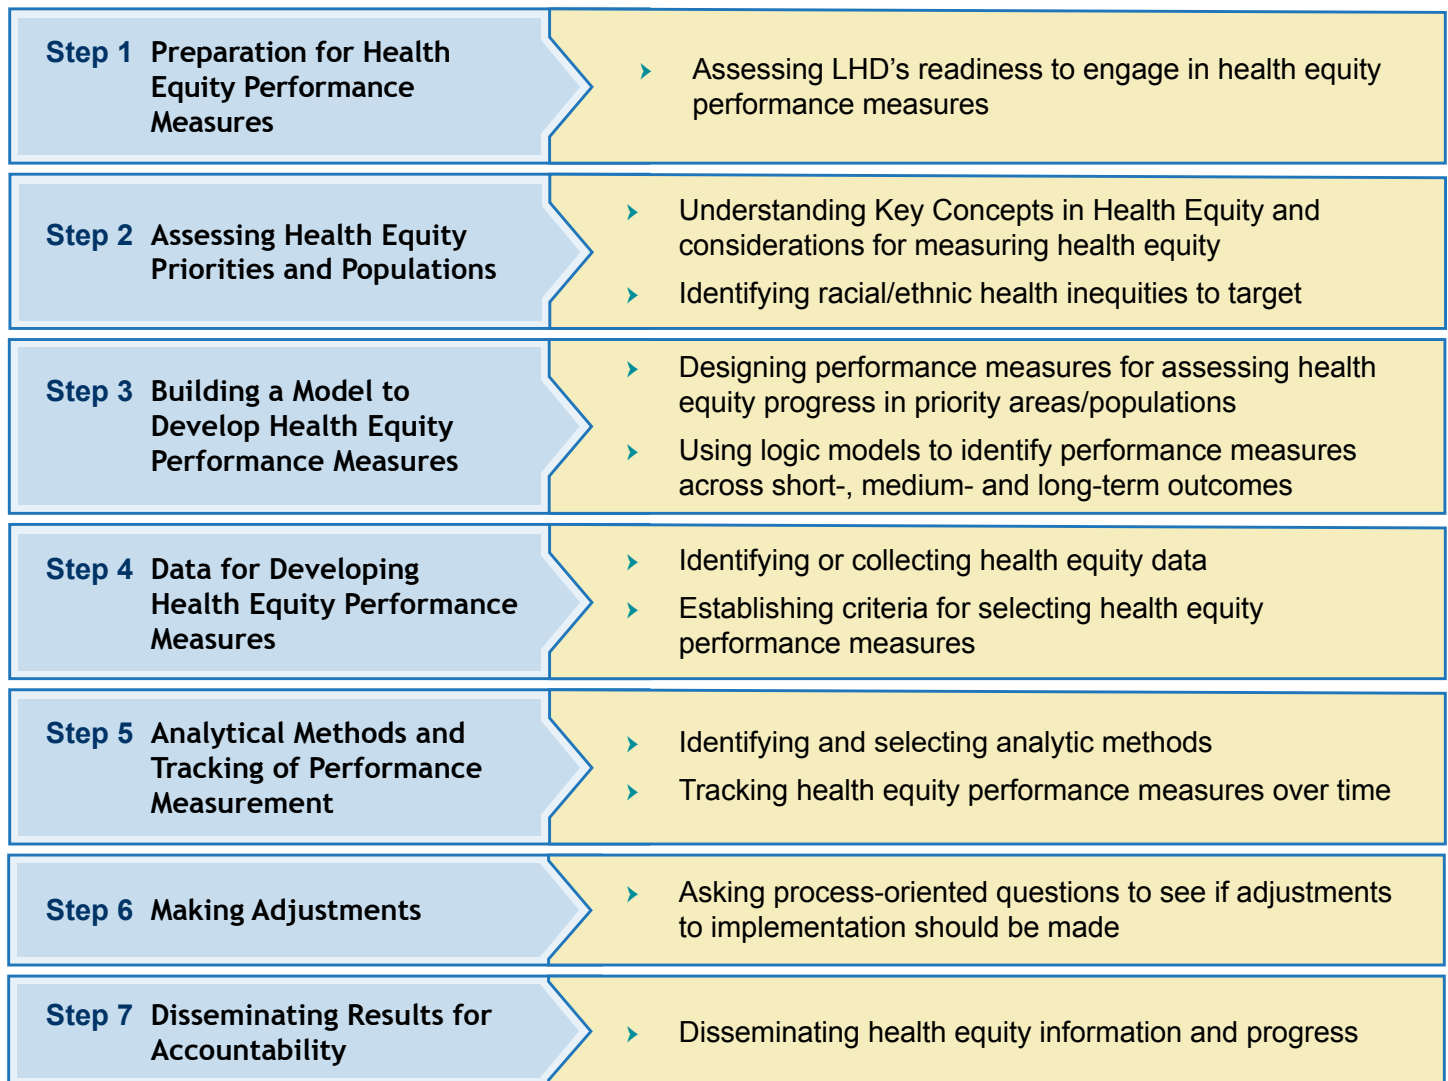 Step 1 Preparation for Health
Equity Performance
Measures
Assessing LHD's readiness to engage in health equity
performance measures
Step 2 Assessing Health Equity
Priorities and Populations
Understanding Key Concepts in Health Equity and
considerations for measuring health equity
Identifying racial/ethnic health inequities to target
Step 3 Building a Model to
Develop Health Equity
Performance Measures
Designing performance measures for assessing health
equity progress in priority areas/populations
Using logic models to identify performance measures
across short-, medium- and long-term outcomes
Step 4 Data for Developing
Health Equity Performance
Measures
Identifying or collecting health equity data
Establishing criteria for selecting health equity
performance measures
Step 5 Analytical Methods and
Tracking of Performance
Measurement
Identifying and selecting analytic methods
Tracking health equity performance measures over time
Step 6 Making Adjustments
Asking process-oriented questions to see if adjustments
to implementation should be made
Step 7 Disseminating Results for
Accountability
Disseminating health equity information and progress